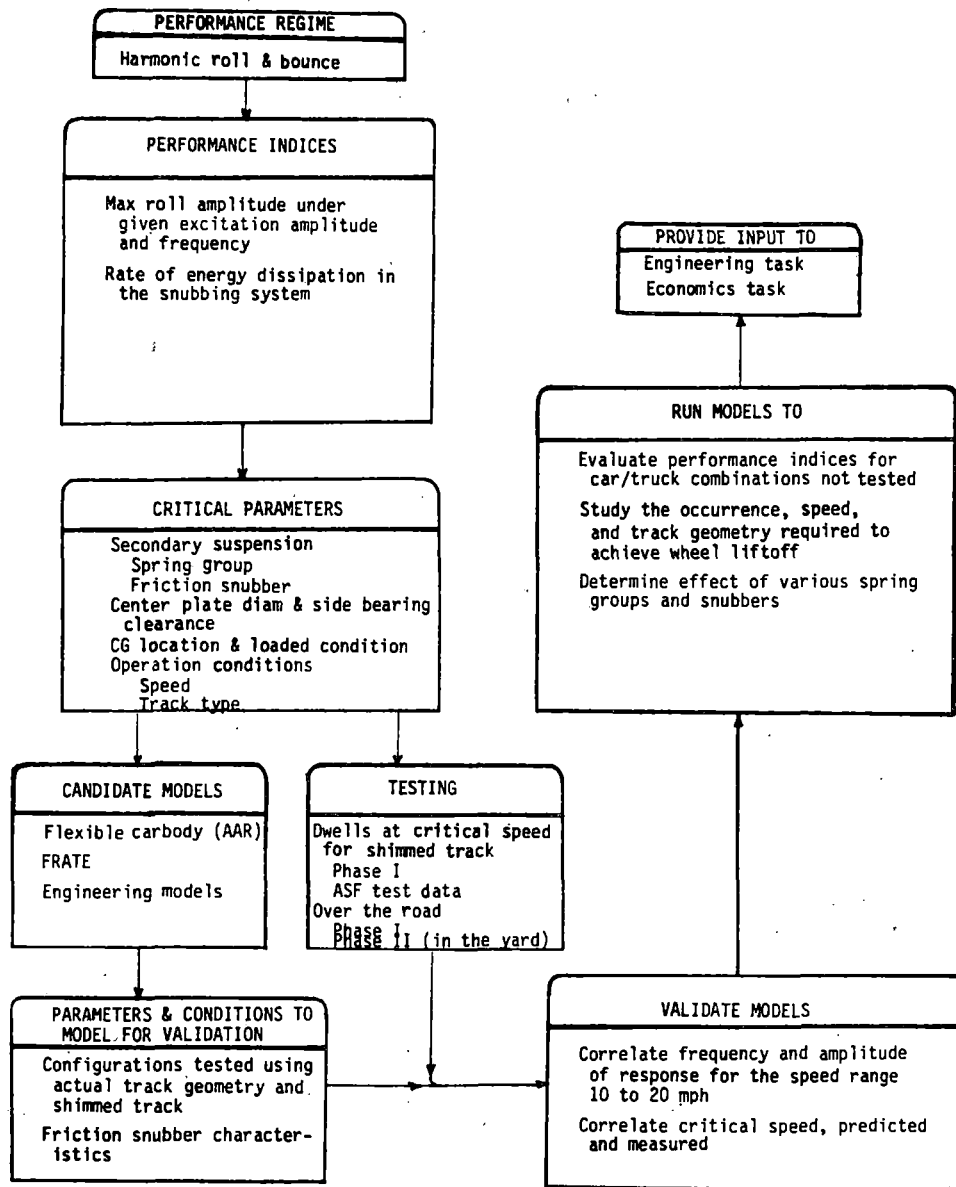 PERFORMANCE REGIME
Harmonic roll & bounce
PERFORMANCE INDICES
Max roll amplitude under
given excitation amplitude
and frequency
Rate of energy dissipation in
the snubbing system
CRITICAL PARAMETERS
Secondary suspension
Spring group
Friction snubber
Center plate diam & side bearing
clearance
CG location & loaded condition
Operation conditions
Speed
Track type
CANDIDATE MODELS
Flexible carbody (AAR)
FRATE
Engineering models
TESTING
Dwells at critical speed
for shimmed track
Phase I
ASF test data
Over the road
Phase I
Phase II (in the yard)
PARAMETERS & CONDITIONS TO
MODEL FOR VALIDATION
Configurations tested using
actual track geometry and
shimmed track
Friction snubber character-
istics
VALIDATE MODELS
Correlate frequency and amplitude
of response for the speed range
10 to 20 mph
Correlate critical speed, predicted
and measured
RUN MODELS TO
Evaluate performance indices for
car/truck combinations not tested
Study the occurrence, speed,
and track geometry required to
achieve wheel liftoff
Determine effect of various spring
groups and snubbers
PROVIDE INPUT TO
Engineering task
Economics task